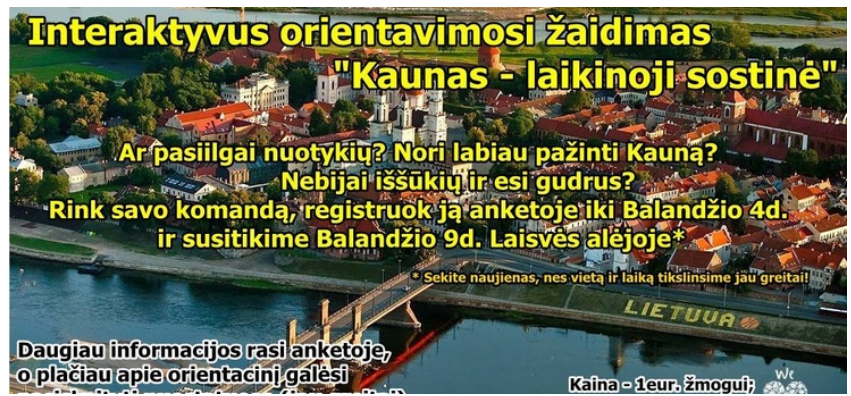 Interaktyvus orientavimosi žaidimas
"Kaunas - laikinoji sostinė"
Ar pasiilgai nuotykių? Nori labiau pažinti Kauną?
Nebijai iššūkių ir esi gudrus?
Rink savo komandą, registruok ją anketoje iki Balandžio 4d.
ir susitikime Balandžio 9d. Laisvės alėjoje*
* Sekite naujienas, nes vietą ir laiką tikslinsime jau greitai!
LIETUVA
Daugiau informacijos rasi anketoje,
o plačiau apie orientacinį galėsi
Kaina - 1eur. žmogui;
We